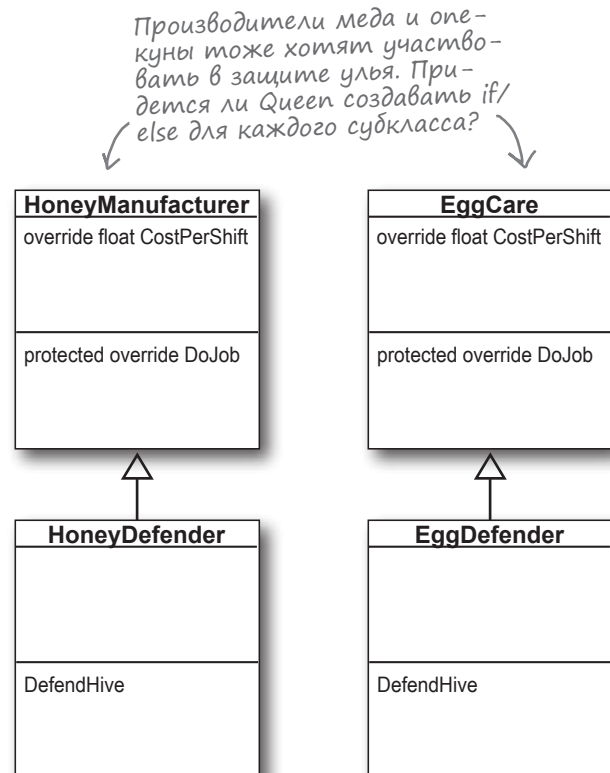 Производители меда и опе-
куны тоже хотят участво-
вать в защите улья. При-
дется ли Queen создавать if/
else для каждого субкласса?
HoneyManufacturer
override float CostPerShift
protected override DoJob
EggCare
override float CostPerShift
protected override DoJob
HoneyDefender
DefendHive
EggDefender
DefendHive